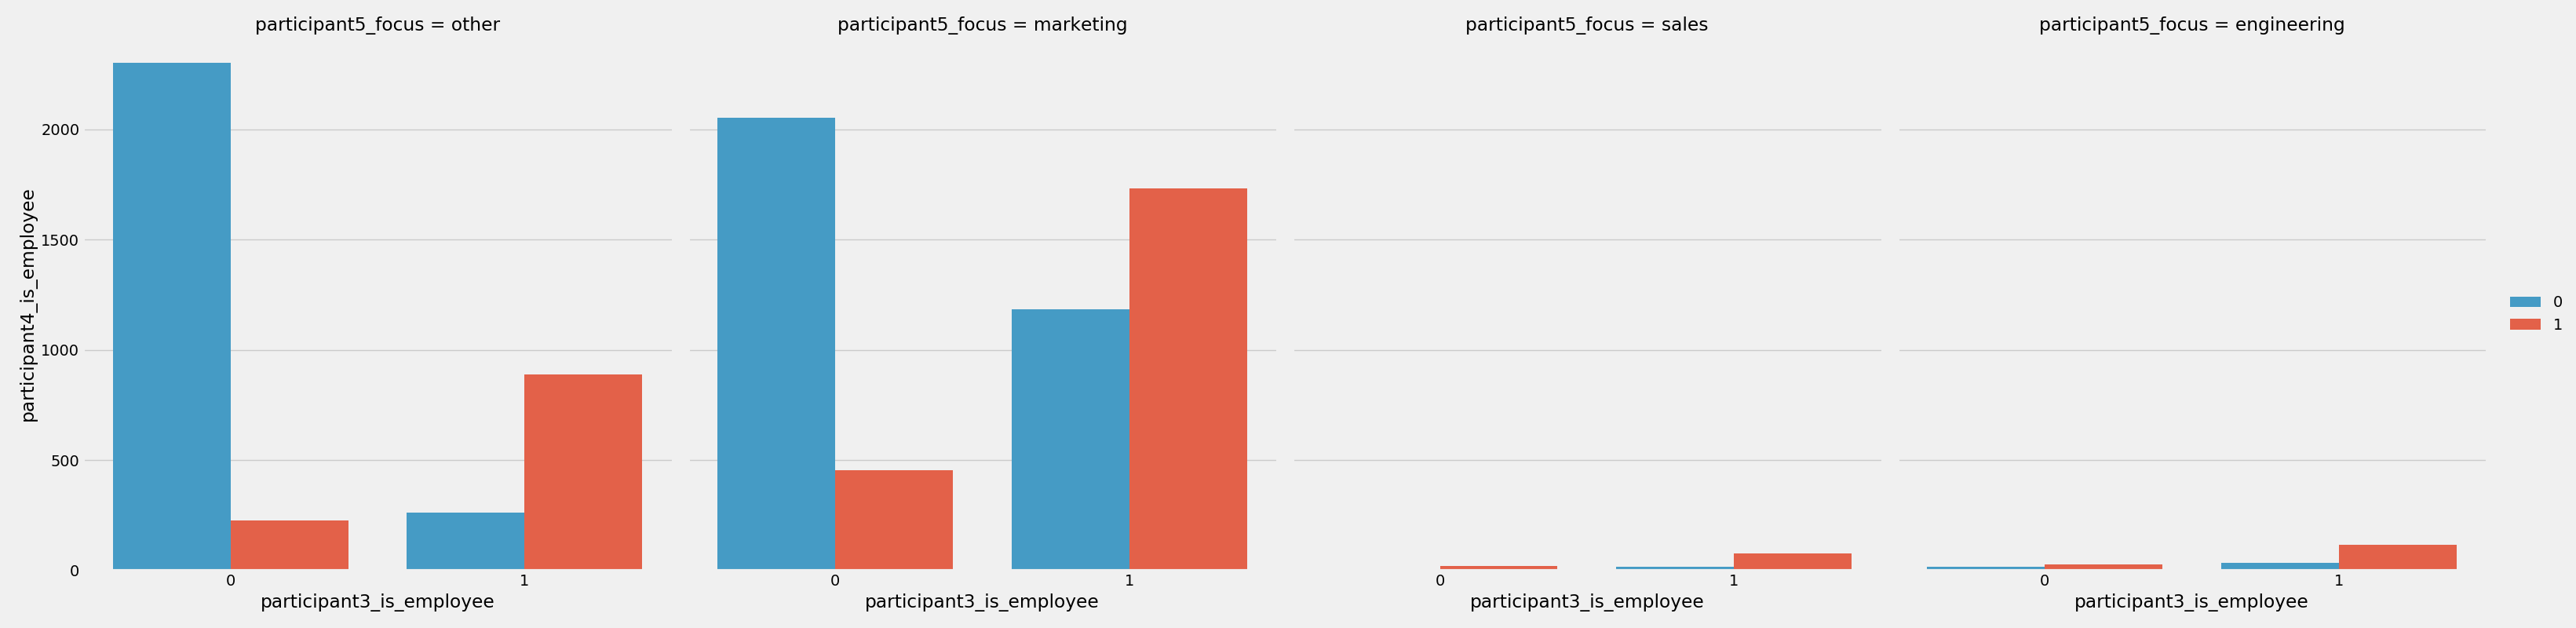 participant5_focus = other
participant5_focus = marketing
participant5_focus = sales
participant5_focus = engineering
participant4_is_employee
2000
1500
1000
500
0
0 1
0 1
0 1
0 1
participant3_is_employee
participant3_is_employee
participant3_is_employee
participant3_is_employee
0
1